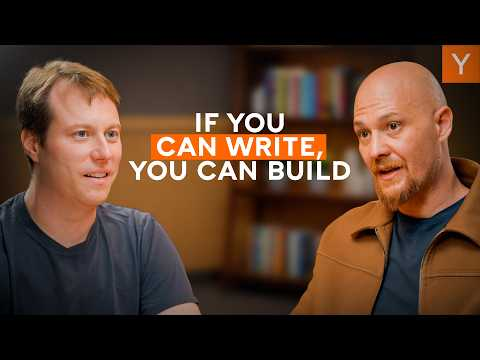 Y
IF YOU
CAN WRITE,
YOU CAN BUILD